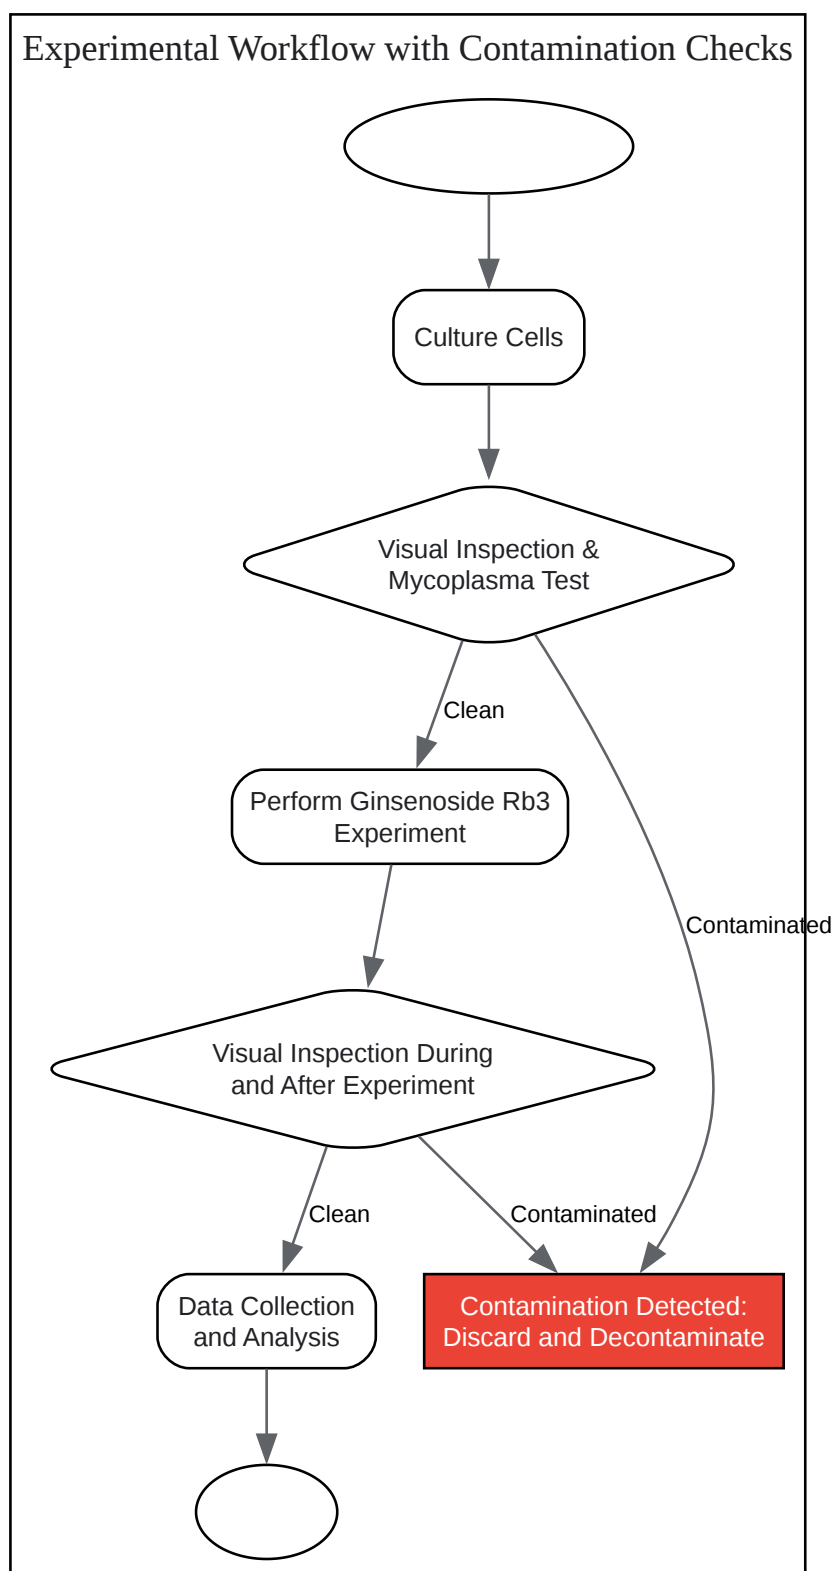 Experimental Workflow with Contamination Checks
Culture Cells
Visual Inspection &
Mycoplasma Test
Clean
Perform Ginsenoside Rb3
Experiment
Contaminated
Visual Inspection During
and After Experiment
Clean
Contaminated
Data Collection
and Analysis
Contamination Detected:
Discard and Decontaminate